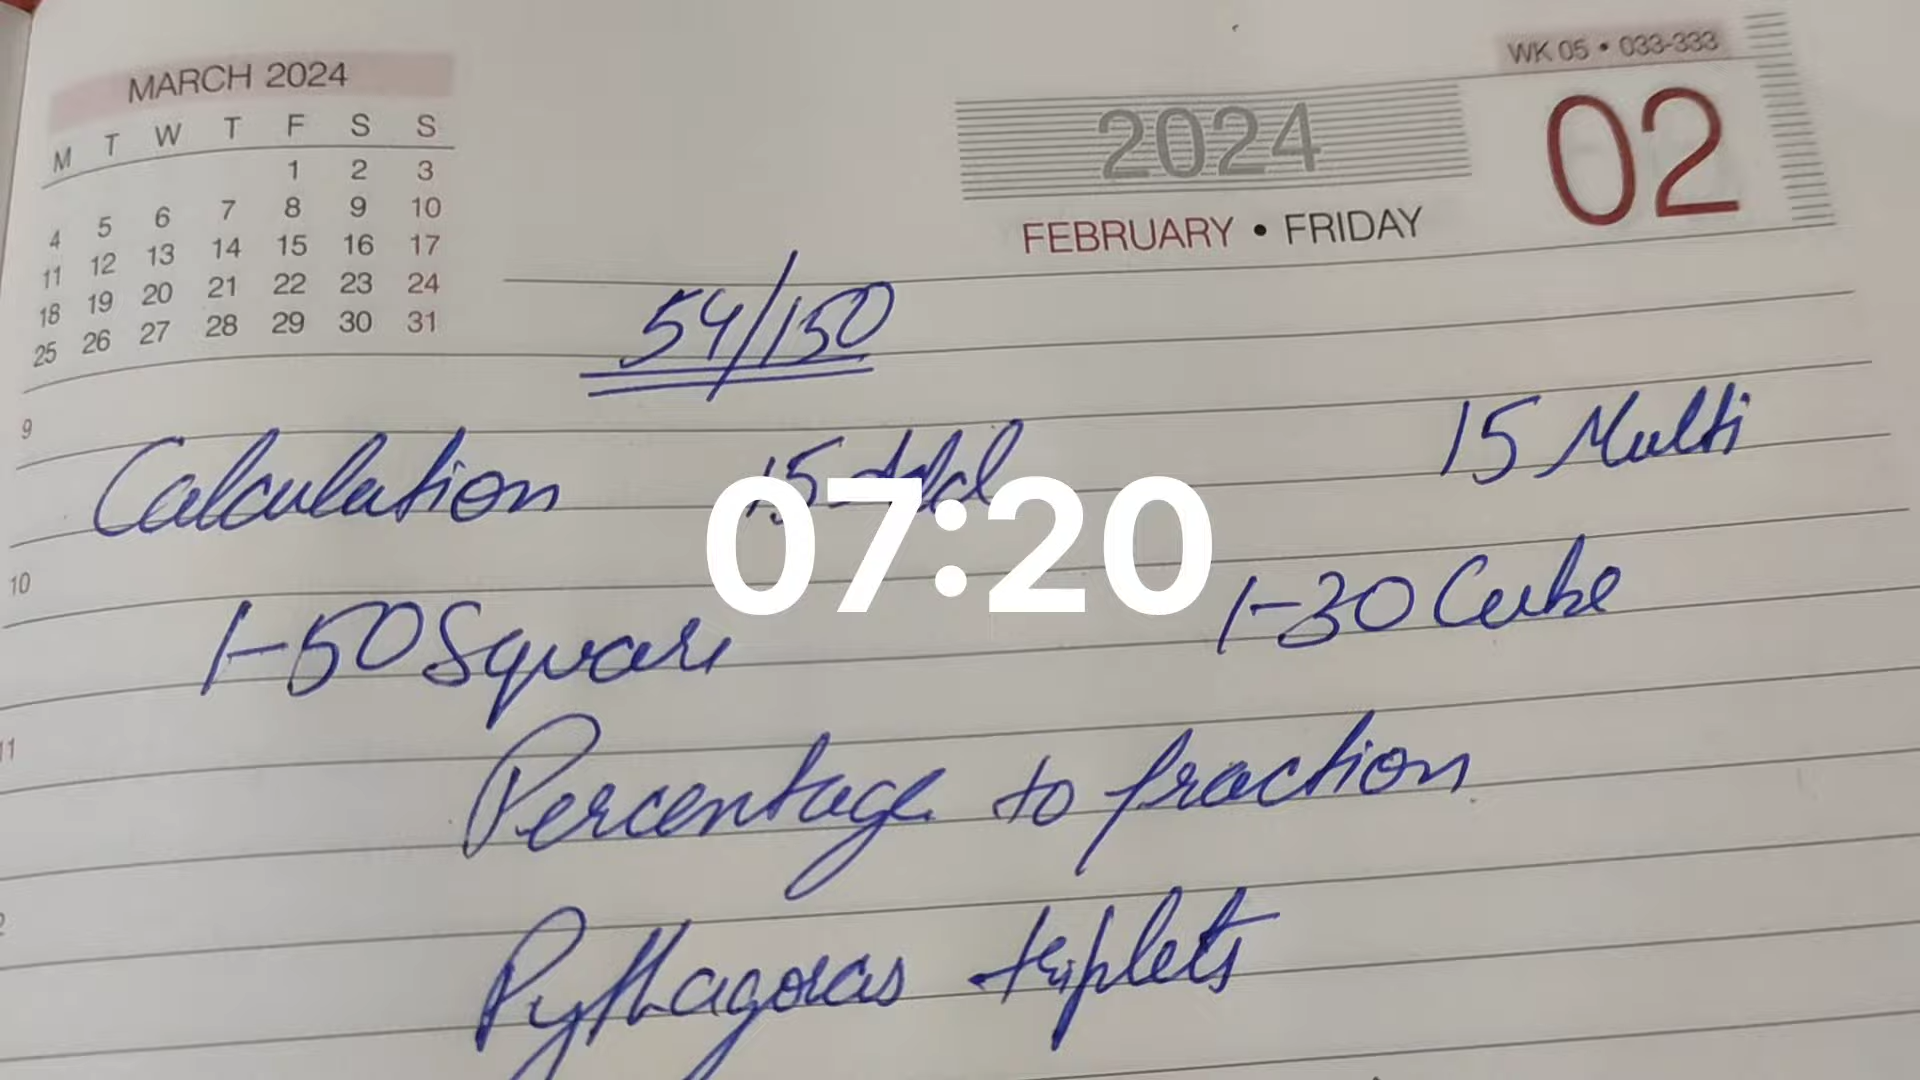 MARCH 2024
M T W T F S S
1 2 3
4 5 6 7 8 9 10
11 12 13 14 15 16 17
18 19 20 21 22 23 24
25 26 27 28 29 30 31
WK 05 • 033-333
2024
02
FEBRUARY • FRIDAY
54/150
9
Calculation 15 Add 15 Multi
07:20
10
1-50 Square 1-30 Cube
11
Percentage to fraction
2
Pythagoras triplets